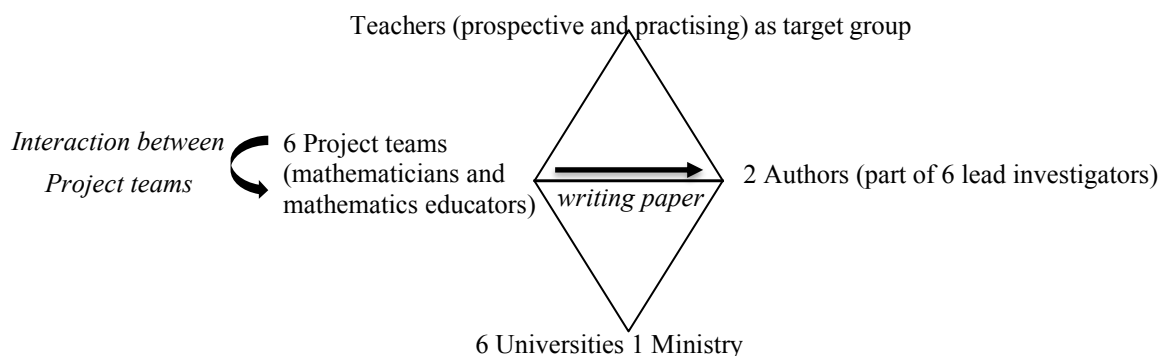 Teachers (prospective and practising) as target group
Interaction between
Project teams
6 Project teams
(mathematicians and
mathematics educators)
writing paper
2 Authors (part of 6 lead investigators)
6 Universities 1 Ministry